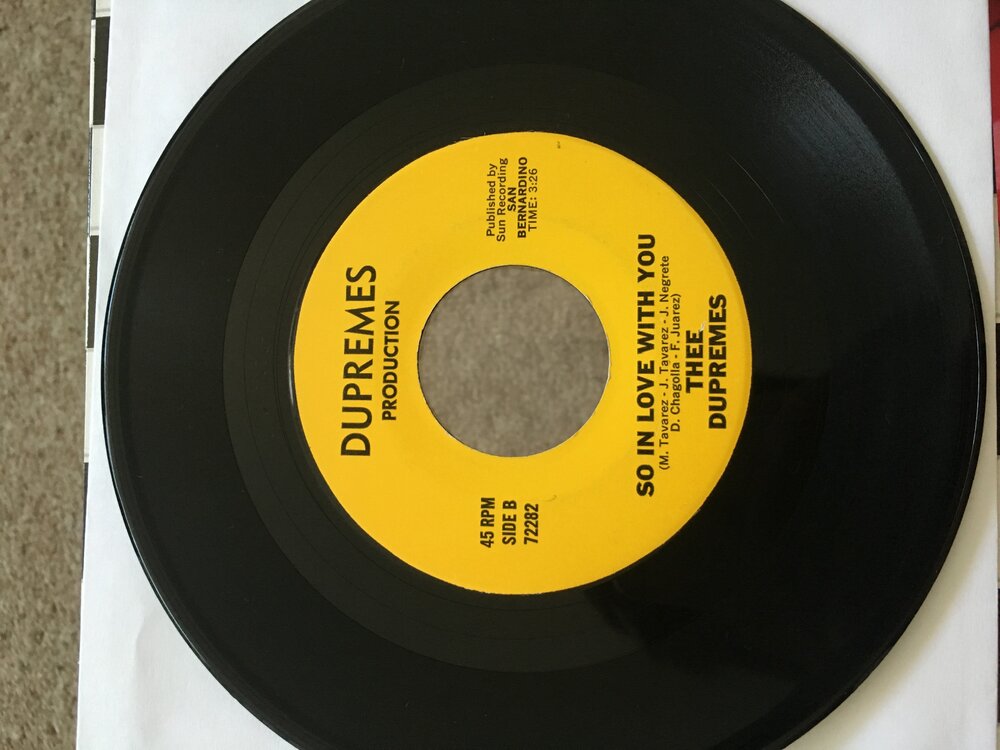 DUPREMES
PRODUCTION
45 RPM
SIDE B
72282
Published by
Sun Recording
SAN
BERNARDINO
TIME: 3:26
SO IN LOVE WITH YOU
(M. Tavarez - J. Tavarez - J. Negrete
D. Chagolla - F. Juarez)
THEE
DUPREMES